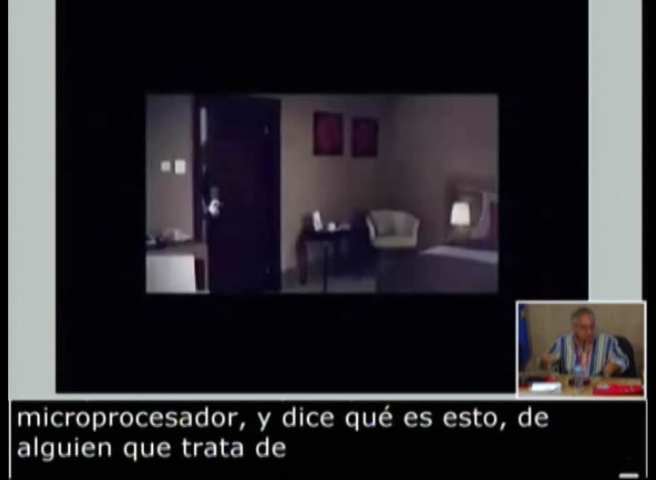 microprocesador, y dice qué es esto, de
alguien que trata de